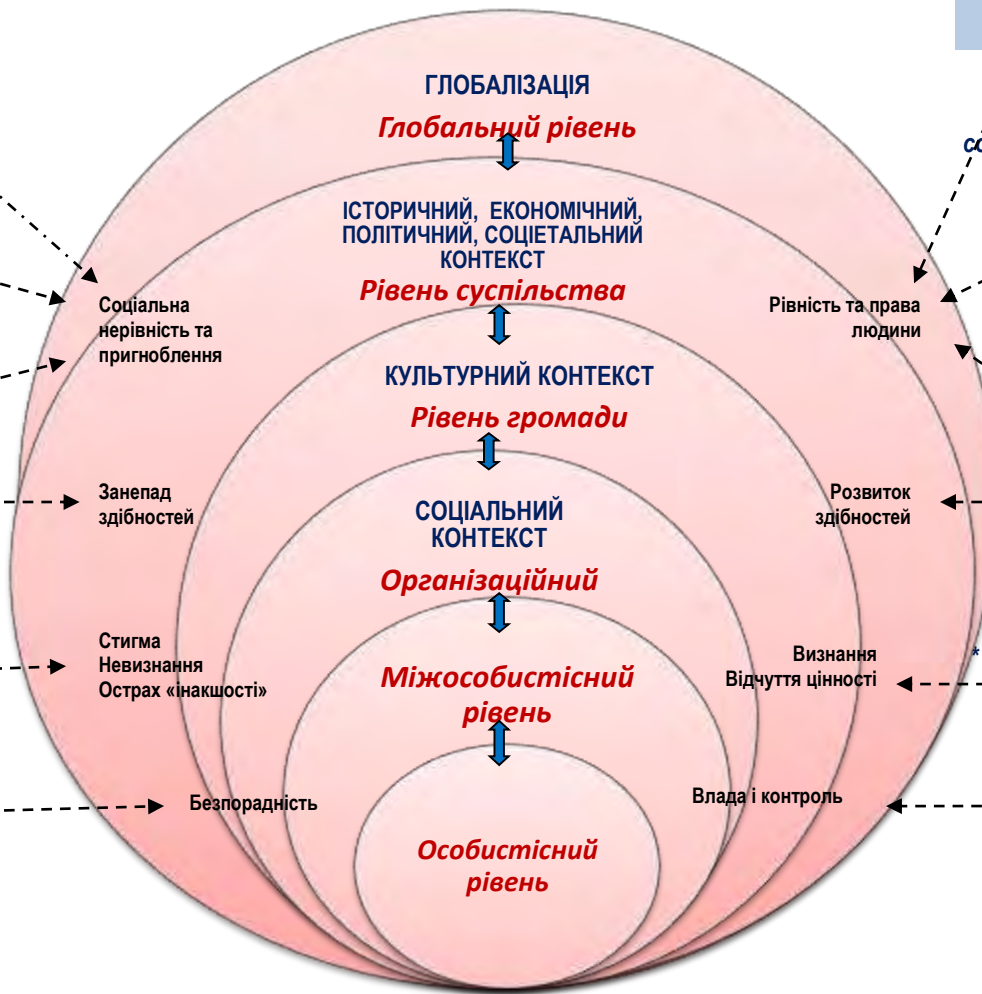 ГЛОБАЛІЗАЦІЯ
Глобальний рівень
ІСТОРИЧНИЙ, ЕКОНОМІЧНИЙ,
ПОЛІТИЧНИЙ, СОЦІЕТАЛЬНИЙ
КОНТЕКСТ
Рівень суспільства
Соціальна
нерівність та
пригноблення
Рівність та права
людини
КУЛЬТУРНИЙ КОНТЕКСТ
Рівень громади
Занепад
здібностей
Розвиток
здібностей
СОЦІАЛЬНИЙ
КОНТЕКСТ
Організаційний
Стигма
Невизнання
Острах «інакшості»
Визнання
Відчуття цінності
*
Міжособистісний
рівень
Безпорадність
Влада і контроль
Особистісний
рівень